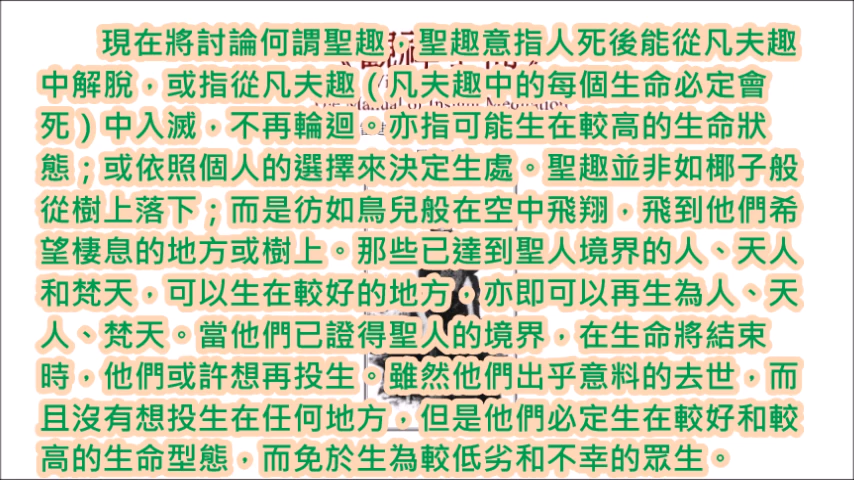 現在將討論何謂聖趣，聖趣意指人死後能從凡夫趣
中解脫，或指從凡夫趣（凡夫趣中的每個生命必定會
死）中入滅，不再輪迴。亦指可能生在較高的生命狀
態；或依照個人的選擇來決定生處。聖趣並非如椰子般
從樹上落下；而是彷如鳥兒般在空中飛翔，飛到他們希
望棲息的地方或樹上。那些已達到聖人境界的人、天人
和梵天，可以生在較好的地方，亦即可以再生為人、天
人、梵天。當他們已證得聖人的境界，在生命將結束
時，他們或許想再投生。雖然他們出乎意料的去世，而
且沒有想投生在任何地方，但是他們必定生在較好和較
高的生命型態，而免於生為較低劣和不幸的眾生。